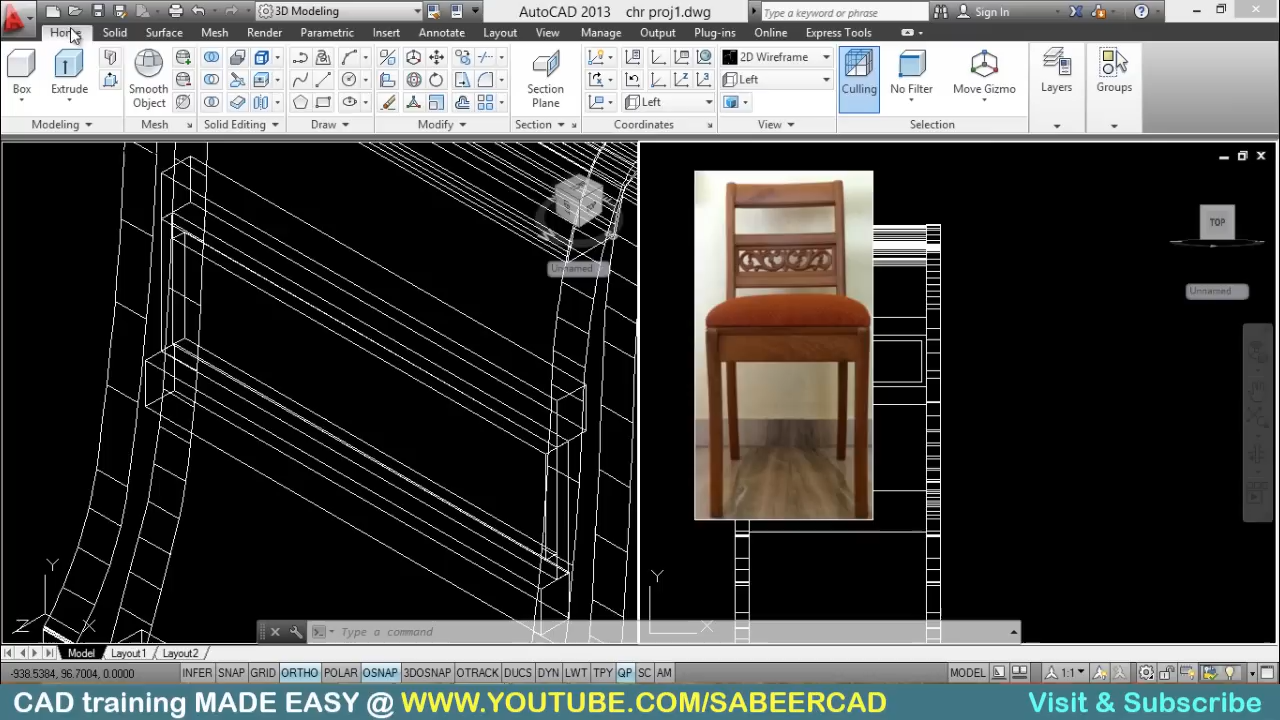 3D Modeling
AutoCAD 2013 chr proj1.dwg
Type a keyword or phrase
Sign In
Home Solid Surface Mesh Render Parametric Insert Annotate Layout View Manage Output Plug-ins Online Express Tools
Box
Extrude
Smooth
Object
Section
Plane
2D Wireframe
Left
Left
Culling
No Filter
Move Gizmo
Layers
Groups
Modeling Mesh Solid Editing Draw Modify Section Coordinates View Selection
TOP
Unnamed
TOP
Unnamed
Y
Z
X
Y
X
Type a command
Model Layout1 Layout2
-938.5384, 96.7004, 0.0000 INFER SNAP GRID ORTHO POLAR OSNAP 3DOSNAP OTRACK DUCS DYN LWT TPY QP SC AM MODEL 1:1
CAD training MADE EASY @ WWW.YOUTUBE.COM/SABEERCAD Visit & Subscribe